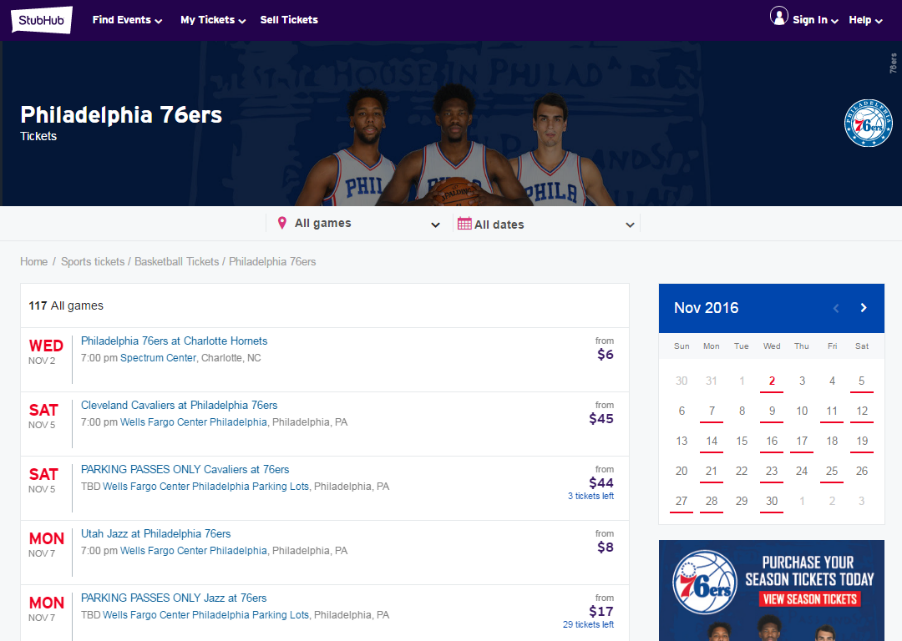 StubHub
Find Events My Tickets Sell Tickets Sign In Help
76ers
Philadelphia 76ers
Tickets
PHIL PHILA
PHILADELPHIA
76ers
All games All dates
Home / Sports tickets / Basketball Tickets / Philadelphia 76ers
117 All games
WED
NOV 2
Philadelphia 76ers at Charlotte Hornets
7:00 pm Spectrum Center, Charlotte, NC
from
$6
SAT
NOV 5
Cleveland Cavaliers at Philadelphia 76ers
7:00 pm Wells Fargo Center Philadelphia, Philadelphia, PA
from
$45
SAT
NOV 5
PARKING PASSES ONLY Cavaliers at 76ers
TBD Wells Fargo Center Philadelphia Parking Lots, Philadelphia, PA
from
$44
3 tickets left
MON
NOV 7
Utah Jazz at Philadelphia 76ers
7:00 pm Wells Fargo Center Philadelphia, Philadelphia, PA
from
$8
MON
NOV 7
PARKING PASSES ONLY Jazz at 76ers
TBD Wells Fargo Center Philadelphia Parking Lots, Philadelphia, PA
from
$17
29 tickets left
Nov 2016
Sun Mon Tue Wed Thu Fri Sat
30 31 1 2 3 4 5
6 7 8 9 10 11 12
13 14 15 16 17 18 19
20 21 22 23 24 25 26
27 28 29 30 1 2 3
76ers
PURCHASE YOUR
SEASON TICKETS TODAY
VIEW SEASON TICKETS